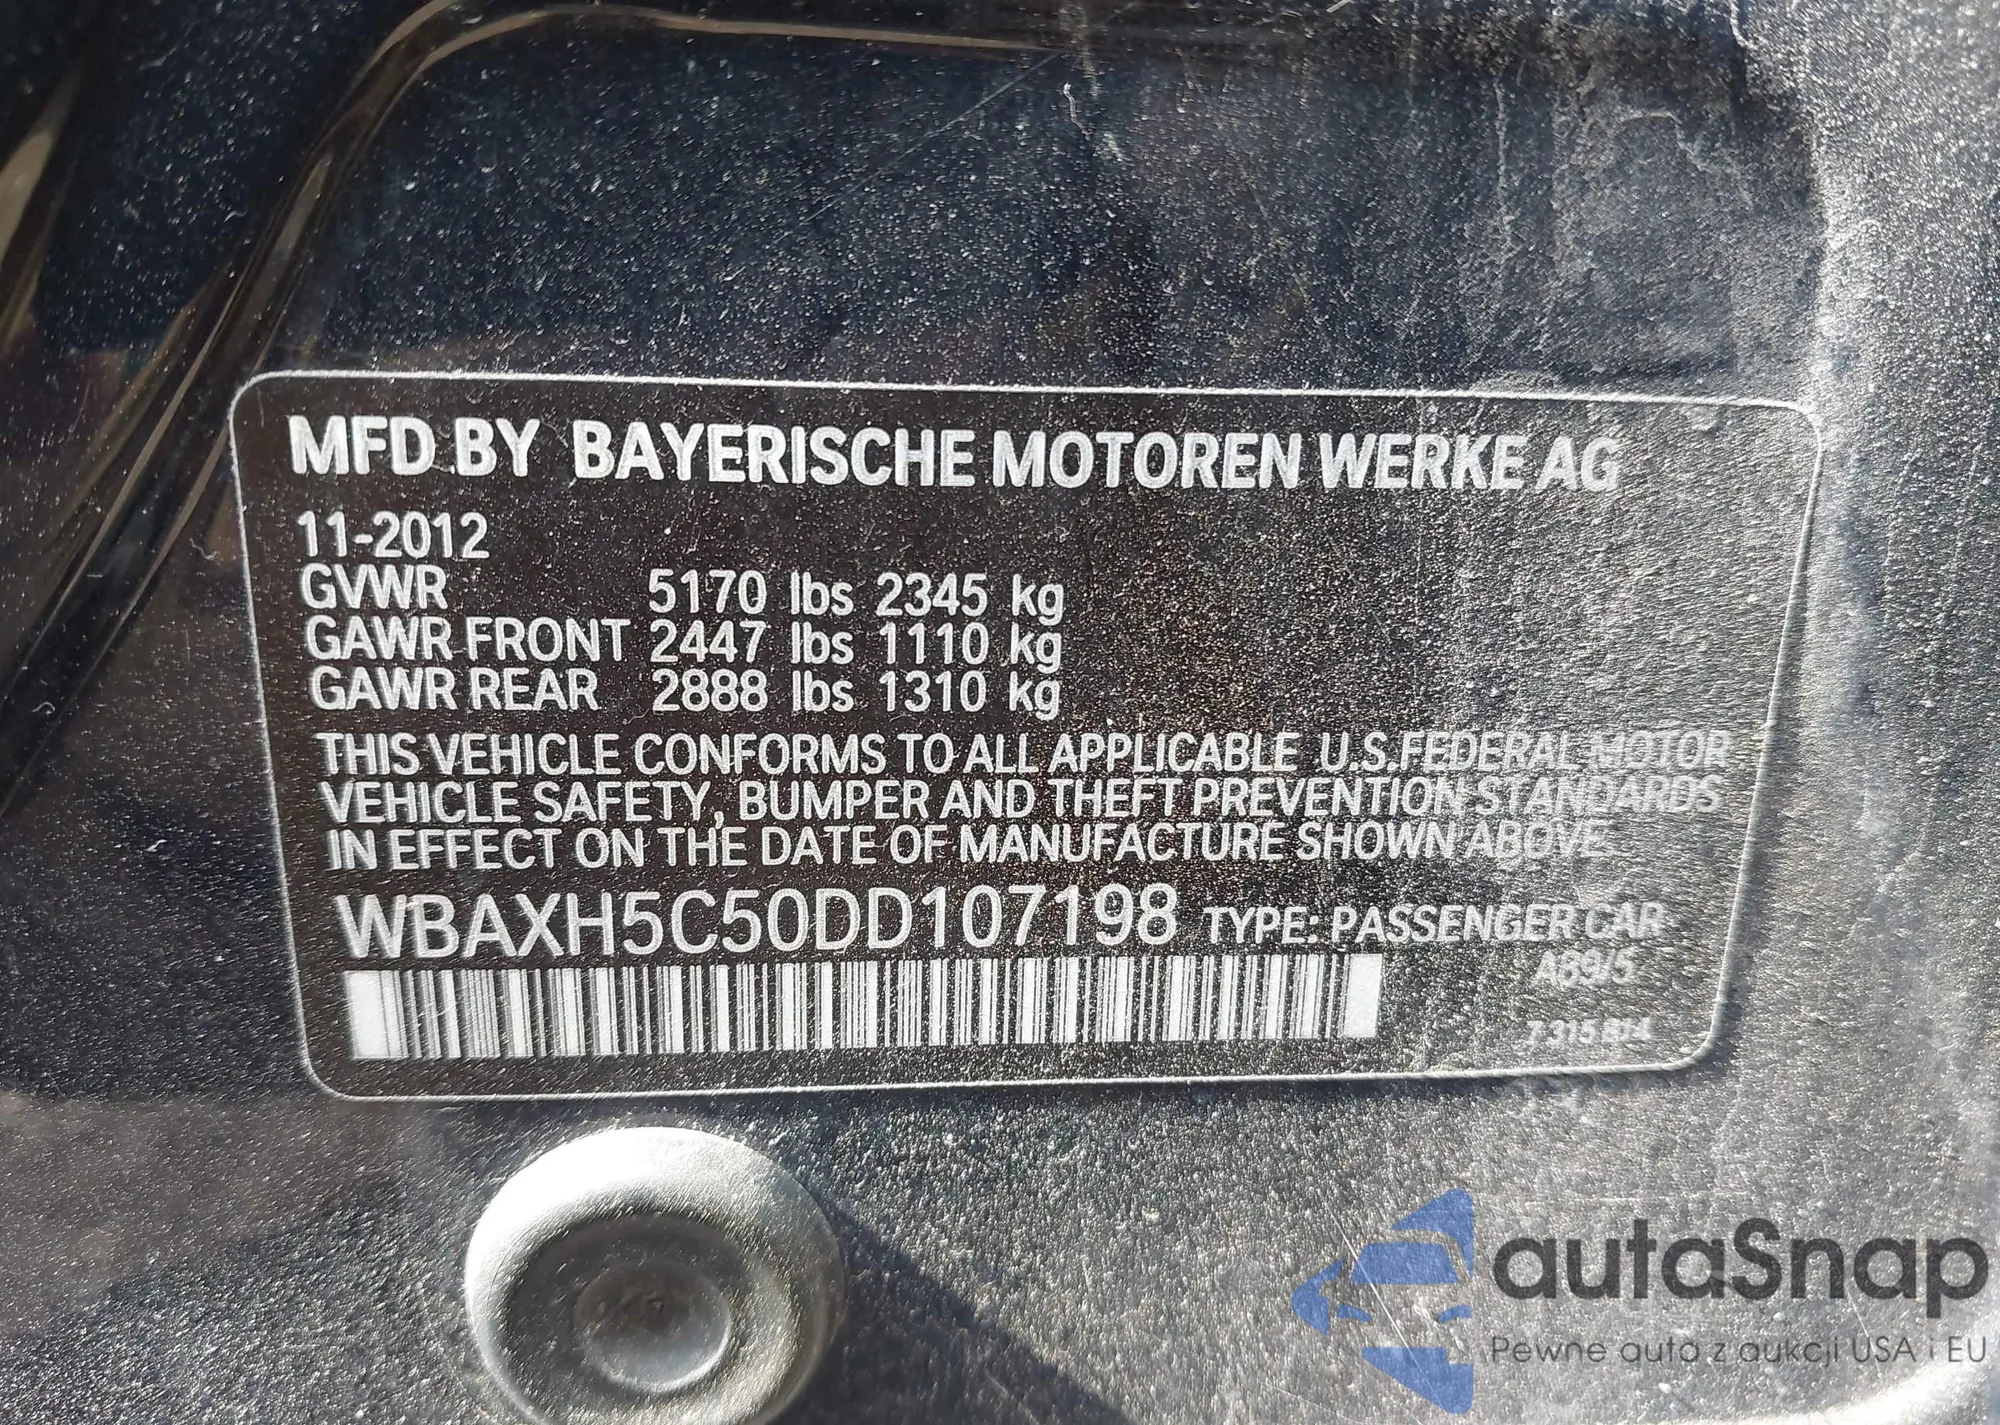 MFD BY BAYERISCHE MOTOREN WERKE AG
11-2012
GVWR 5170 lbs 2345 kg
GAWR FRONT 2447 lbs 1110 kg
GAWR REAR 2888 lbs 1310 kg
THIS VEHICLE CONFORMS TO ALL APPLICABLE U.S.FEDERAL MOTOR
VEHICLE SAFETY, BUMPER AND THEFT PREVENTION STANDARDS
IN EFFECT ON THE DATE OF MANUFACTURE SHOWN ABOVE.
WBAXH5C50DD107198 TYPE: PASSENGER CAR
A89/5
autaSnap
Pewne auta z aukcji USA i EU